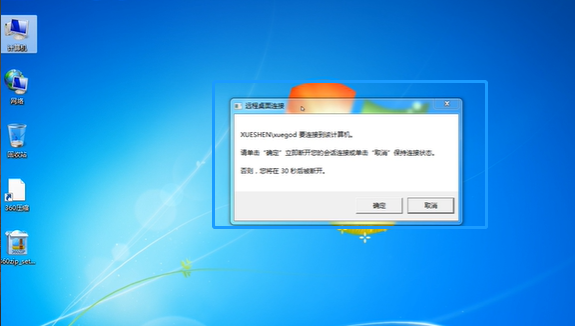 计算机
网络
回收站
360压缩
远程桌面连接
XUESHEN\xuegod 要连接到该计算机。
请单击“确定”立即断开您的会话连接或单击“取消”保持连接状态。
否则，您将在 30 秒后被断开。
确定
取消